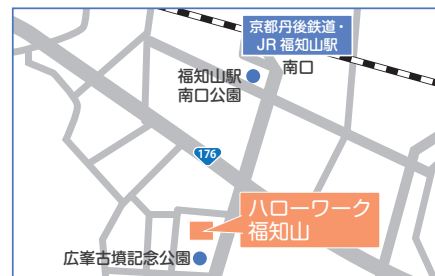 京都丹後鉄道・
JR 福知山駅
南口
福知山駅
南口公園
176
ハローワーク
福知山
広峯古墳記念公園